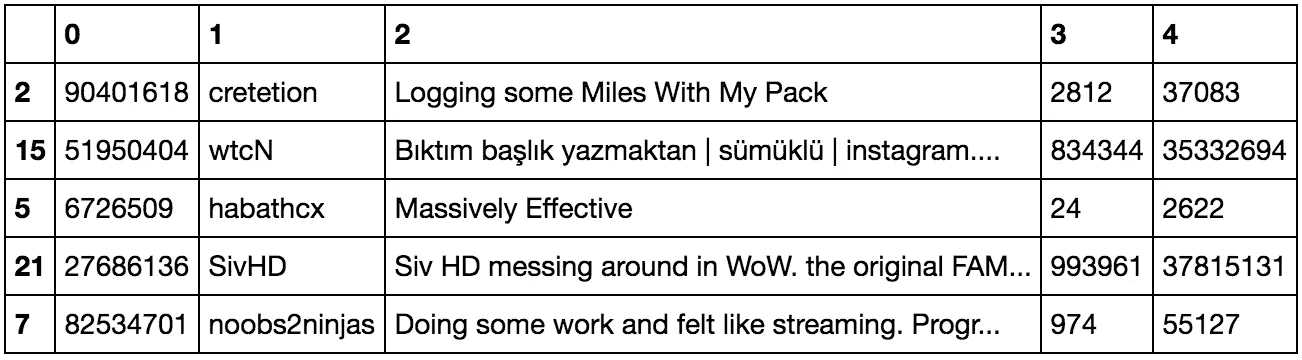 0 1 2 3 4
2 90401618 cretetion Logging some Miles With My Pack 2812 37083
15 51950404 wtcN Bıktım başlık yazmaktan | sümüklü | instagram.... 834344 35332694
5 6726509 habathcx Massively Effective 24 2622
21 27686136 SivHD Siv HD messing around in WoW. the original FAM... 993961 37815131
7 82534701 noobs2ninjas Doing some work and felt like streaming. Progr... 974 55127